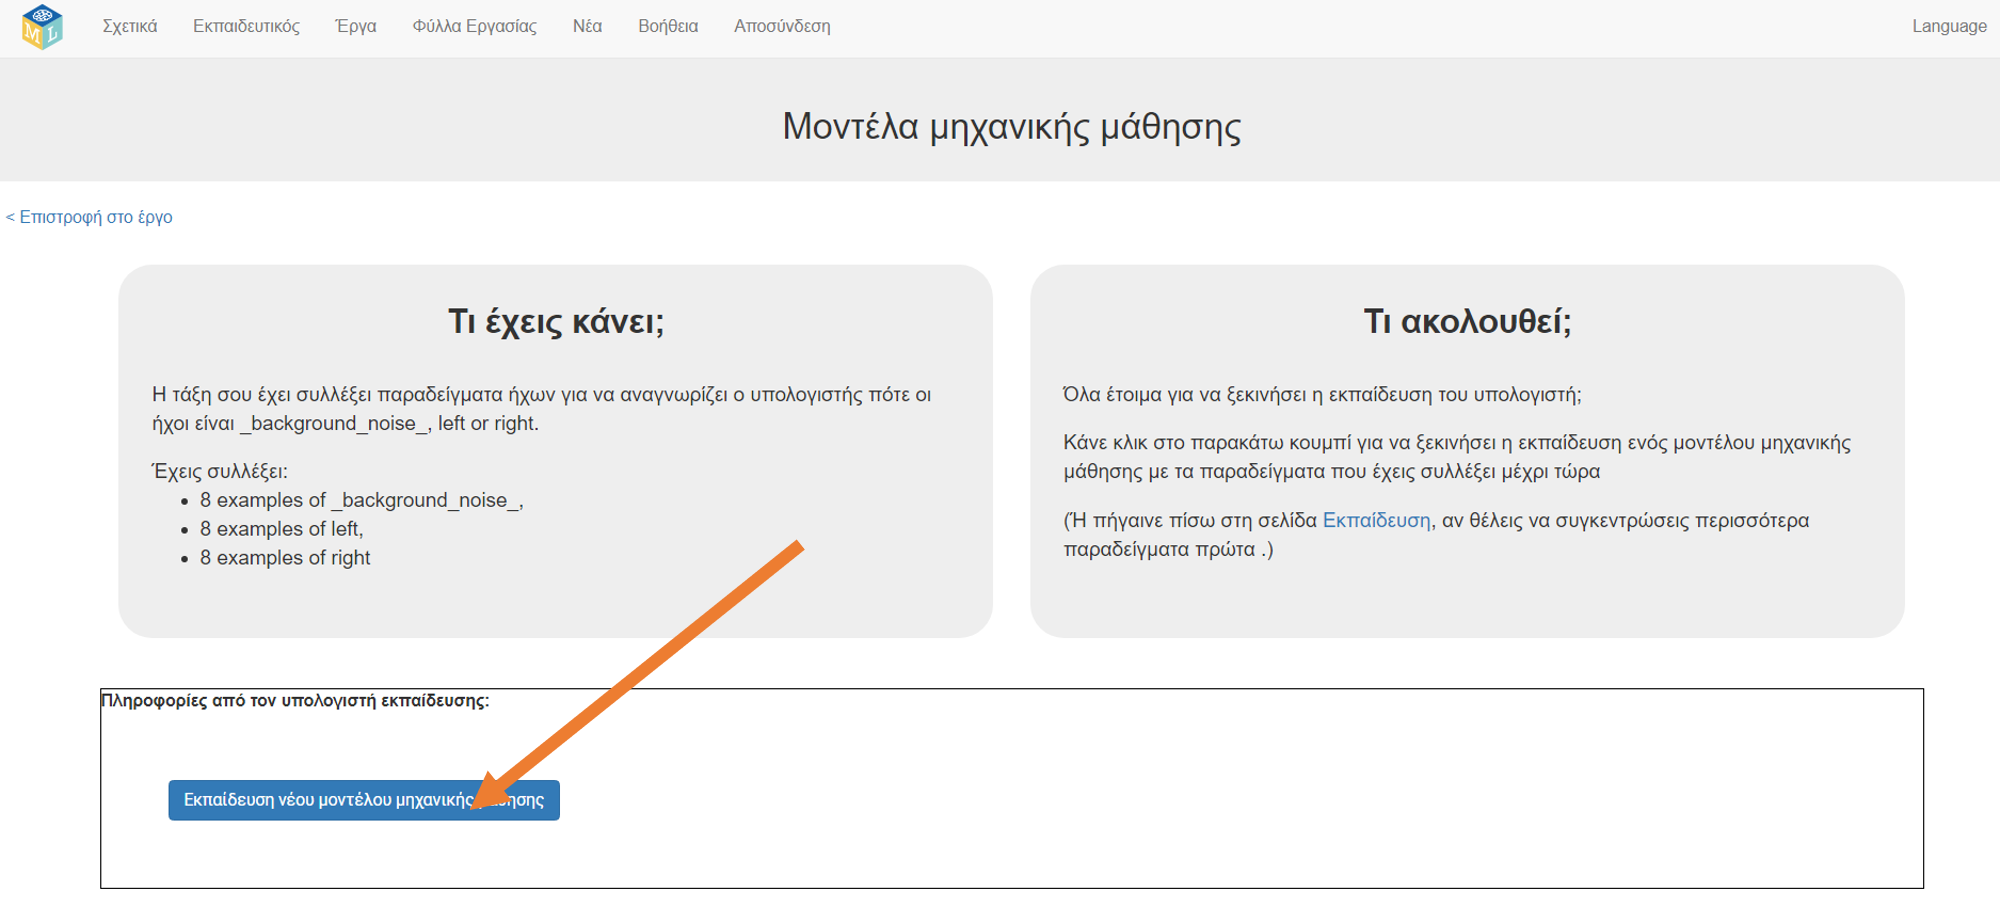 ML
Σχετικά Εκπαιδευτικός Έργα Φύλλα Εργασίας Νέα Βοήθεια Αποσύνδεση Language
Μοντέλα μηχανικής μάθησης
< Επιστροφή στο έργο
Τι έχεις κάνει;
Η τάξη σου έχει συλλέξει παραδείγματα ήχων για να αναγνωρίζει ο υπολογιστής πότε οι
ήχοι είναι _background_noise_, left or right.
Έχεις συλλέξει:
• 8 examples of _background_noise_,
• 8 examples of left,
• 8 examples of right
Τι ακολουθεί;
Όλα έτοιμα για να ξεκινήσει η εκπαίδευση του υπολογιστή;
Κάνε κλικ στο παρακάτω κουμπί για να ξεκινήσει η εκπαίδευση ενός μοντέλου μηχανικής
μάθησης με τα παραδείγματα που έχεις συλλέξει μέχρι τώρα
(Ή πήγαινε πίσω στη σελίδα Εκπαίδευση, αν θέλεις να συγκεντρώσεις περισσότερα
παραδείγματα πρώτα .)
Πληροφορίες από τον υπολογιστή εκπαίδευσης:
Εκπαίδευση νέου μοντέλου μηχανικής μάθησης